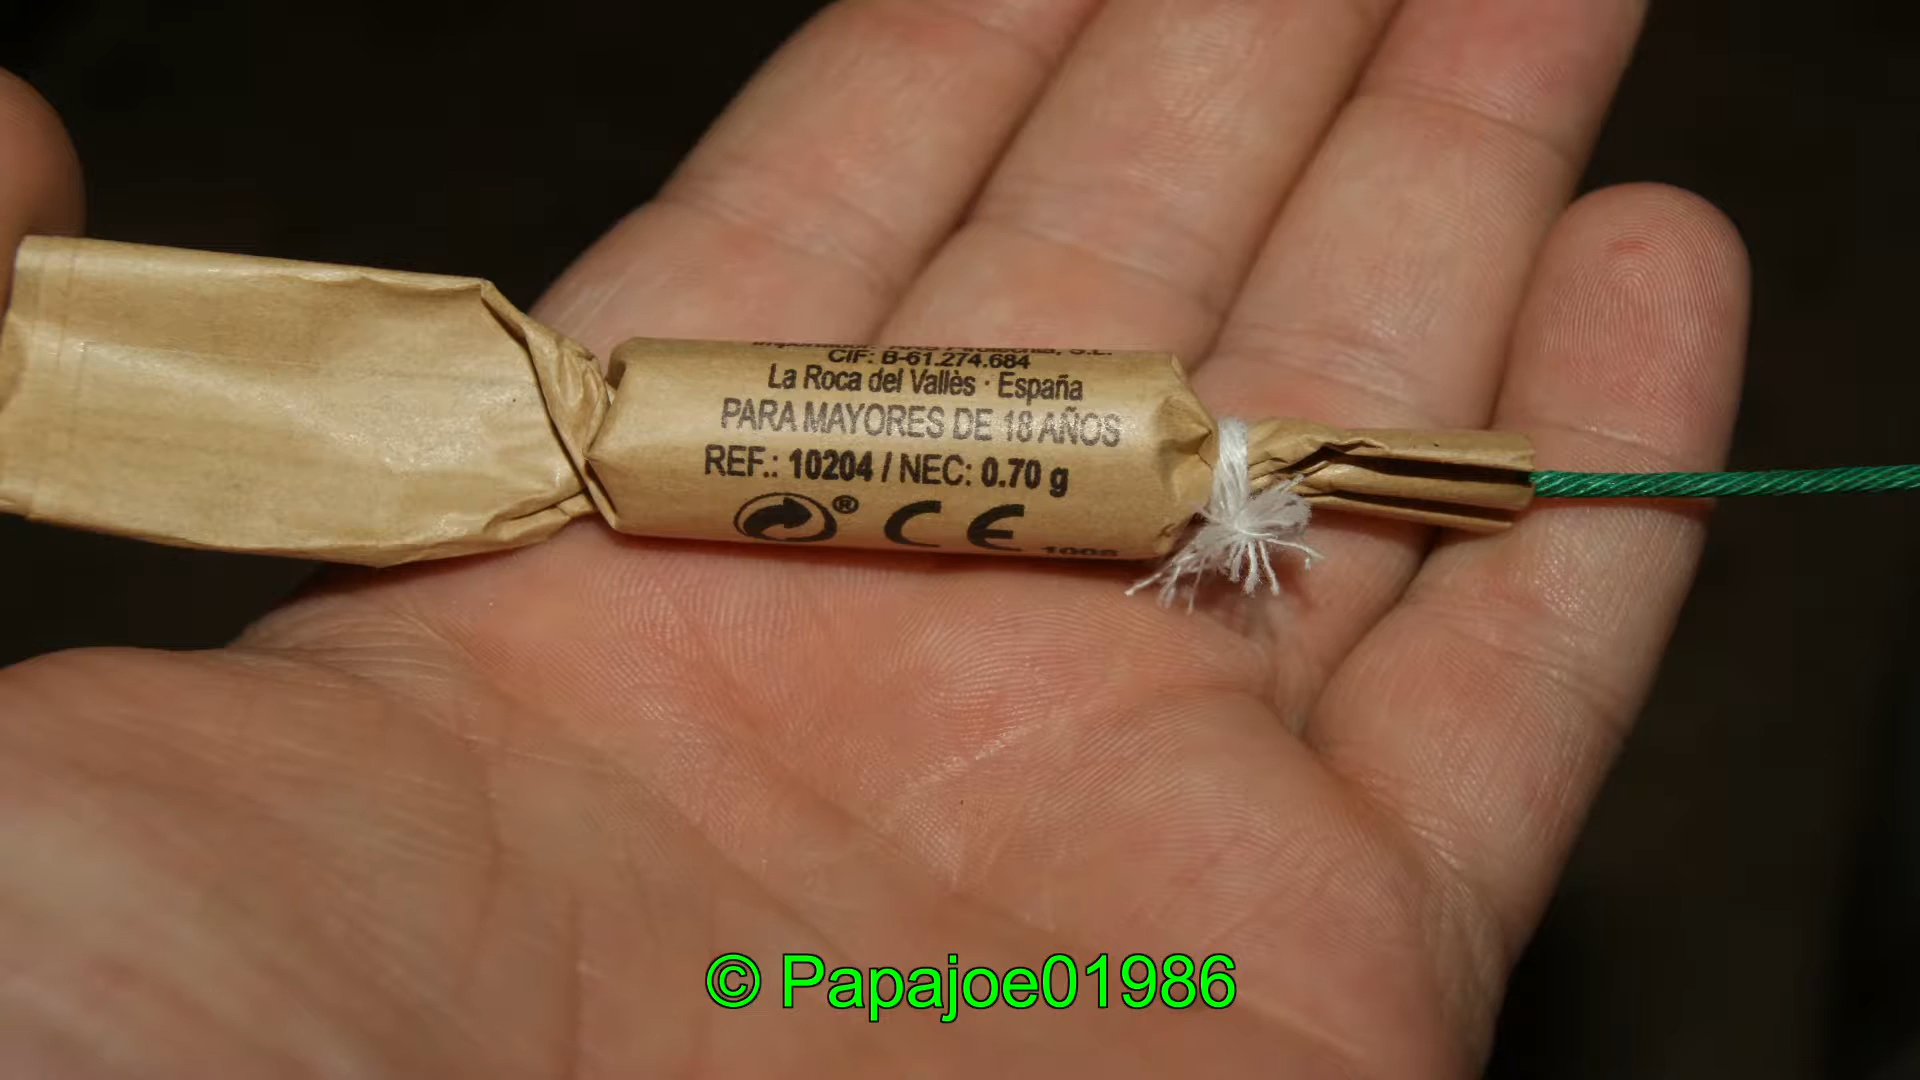 CIF: B-61.274.684
La Roca del Vallès · España
PARA MAYORES DE 18 AÑOS
REF.: 10204 / NEC: 0.70 g
® CE
© Papajoe01986